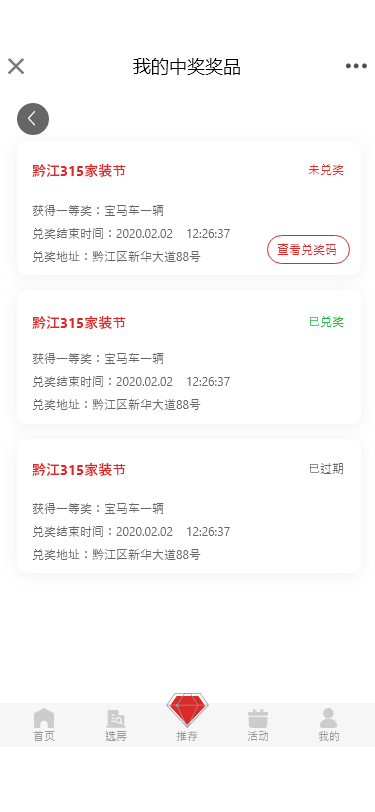 我的中奖奖品
黔江315家装节 未兑奖
获得一等奖：宝马车一辆
兑奖结束时间：2020.02.02 12:26:37
兑奖地址：黔江区新华大道88号 查看兑奖码
黔江315家装节 已兑奖
获得一等奖：宝马车一辆
兑奖结束时间：2020.02.02 12:26:37
兑奖地址：黔江区新华大道88号
黔江315家装节 已过期
获得一等奖：宝马车一辆
兑奖结束时间：2020.02.02 12:26:37
兑奖地址：黔江区新华大道88号
首页 选房 推荐 活动 我的